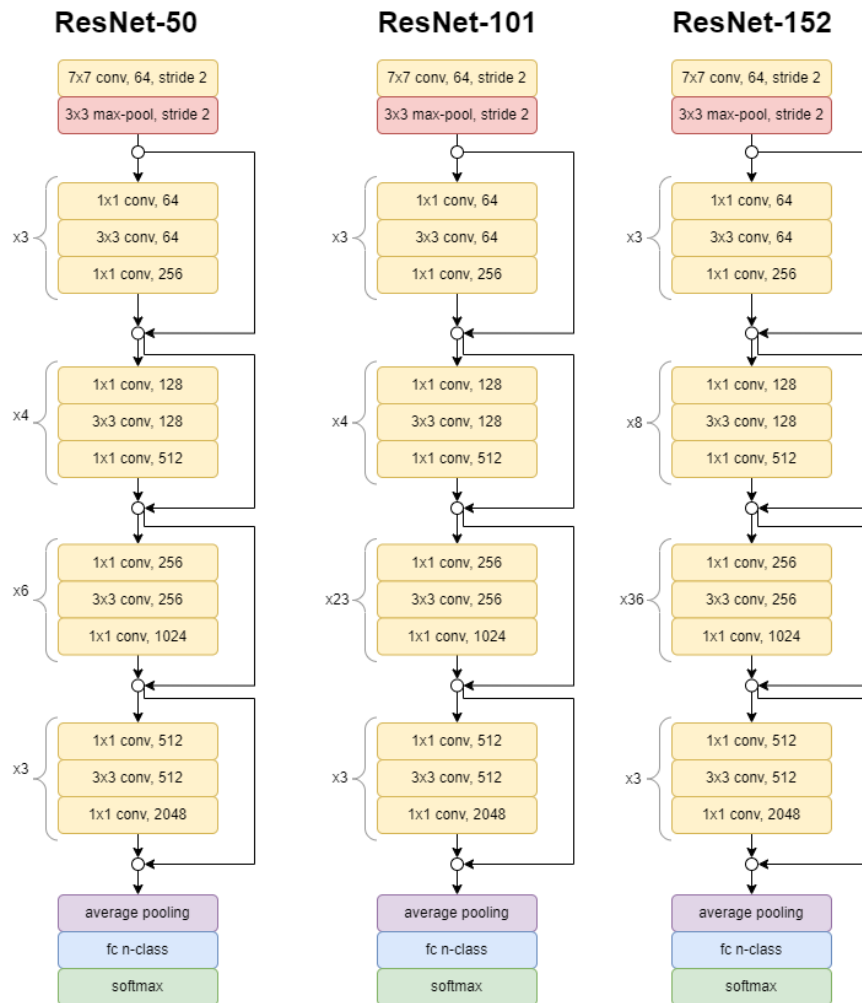 ResNet-50
7x7 conv, 64, stride 2
3x3 max-pool, stride 2
x3
1x1 conv, 64
3x3 conv, 64
1x1 conv, 256
x4
1x1 conv, 128
3x3 conv, 128
1x1 conv, 512
x6
1x1 conv, 256
3x3 conv, 256
1x1 conv, 1024
x3
1x1 conv, 512
3x3 conv, 512
1x1 conv, 2048
average pooling
fc n-class
softmax
ResNet-101
7x7 conv, 64, stride 2
3x3 max-pool, stride 2
x3
1x1 conv, 64
3x3 conv, 64
1x1 conv, 256
x4
1x1 conv, 128
3x3 conv, 128
1x1 conv, 512
x23
1x1 conv, 256
3x3 conv, 256
1x1 conv, 1024
x3
1x1 conv, 512
3x3 conv, 512
1x1 conv, 2048
average pooling
fc n-class
softmax
ResNet-152
7x7 conv, 64, stride 2
3x3 max-pool, stride 2
x3
1x1 conv, 64
3x3 conv, 64
1x1 conv, 256
x8
1x1 conv, 128
3x3 conv, 128
1x1 conv, 512
x36
1x1 conv, 256
3x3 conv, 256
1x1 conv, 1024
x3
1x1 conv, 512
3x3 conv, 512
1x1 conv, 2048
average pooling
fc n-class
softmax